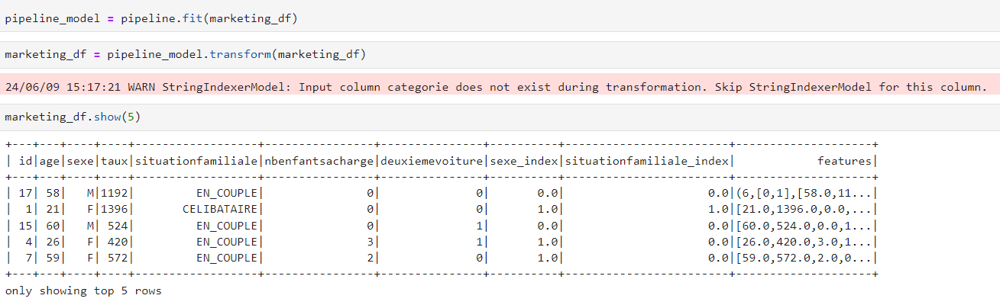 pipeline_model = pipeline.fit(marketing_df)
marketing_df = pipeline_model.transform(marketing_df)
24/06/09 15:17:21 WARN StringIndexerModel: Input column categorie does not exist during transformation. Skip StringIndexerModel for this column.
marketing_df.show(5)
+---+---+----+----+-----------------+---------------+--------------+----------+-----------------------+--------------------+
| id|age|sexe|taux|situationfamiliale|nbenfantsacharge|deuxiemevoiture|sexe_index|situationfamiliale_index|            features|
+---+---+----+----+-----------------+---------------+--------------+----------+-----------------------+--------------------+
| 17| 58|   M|1192|         EN_COUPLE|               0|              0|       0.0|                     0.0|(6,[0,1],[58.0,11...|
|  1| 21|   F|1396|       CELIBATAIRE|               0|              0|       1.0|                     1.0|[21.0,1396.0,0.0,...|
| 15| 60|   M| 524|         EN_COUPLE|               0|              1|       0.0|                     0.0|[60.0,524.0,0.0,1...|
|  4| 26|   F| 420|         EN_COUPLE|               3|              1|       1.0|                     0.0|[26.0,420.0,3.0,1...|
|  7| 59|   F| 572|         EN_COUPLE|               2|              0|       1.0|                     0.0|[59.0,572.0,2.0,0...|
+---+---+----+----+-----------------+---------------+--------------+----------+-----------------------+--------------------+
only showing top 5 rows